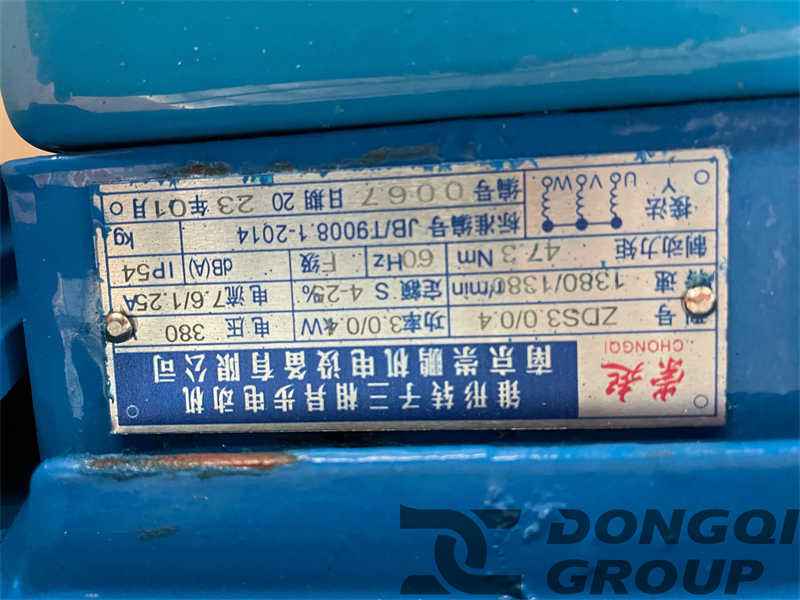 锥形转子三相异步电动机
崇起
CHONGQI
南京崇鹏机电设备有限公司
型号 ZDS3.0/0.4 功率3.0/0.4KW 电压 380 V
转速 1380/1380r/min 定额 S 4-25% 电流7.6/1.25A
制动力矩 47.3 Nm 60Hz F级 dB(A) IP54
接法 Y U V W 标准编号 JB/T9008.1-2014 kg
编号 0067 日期 2023年01月
DONGQI
GROUP